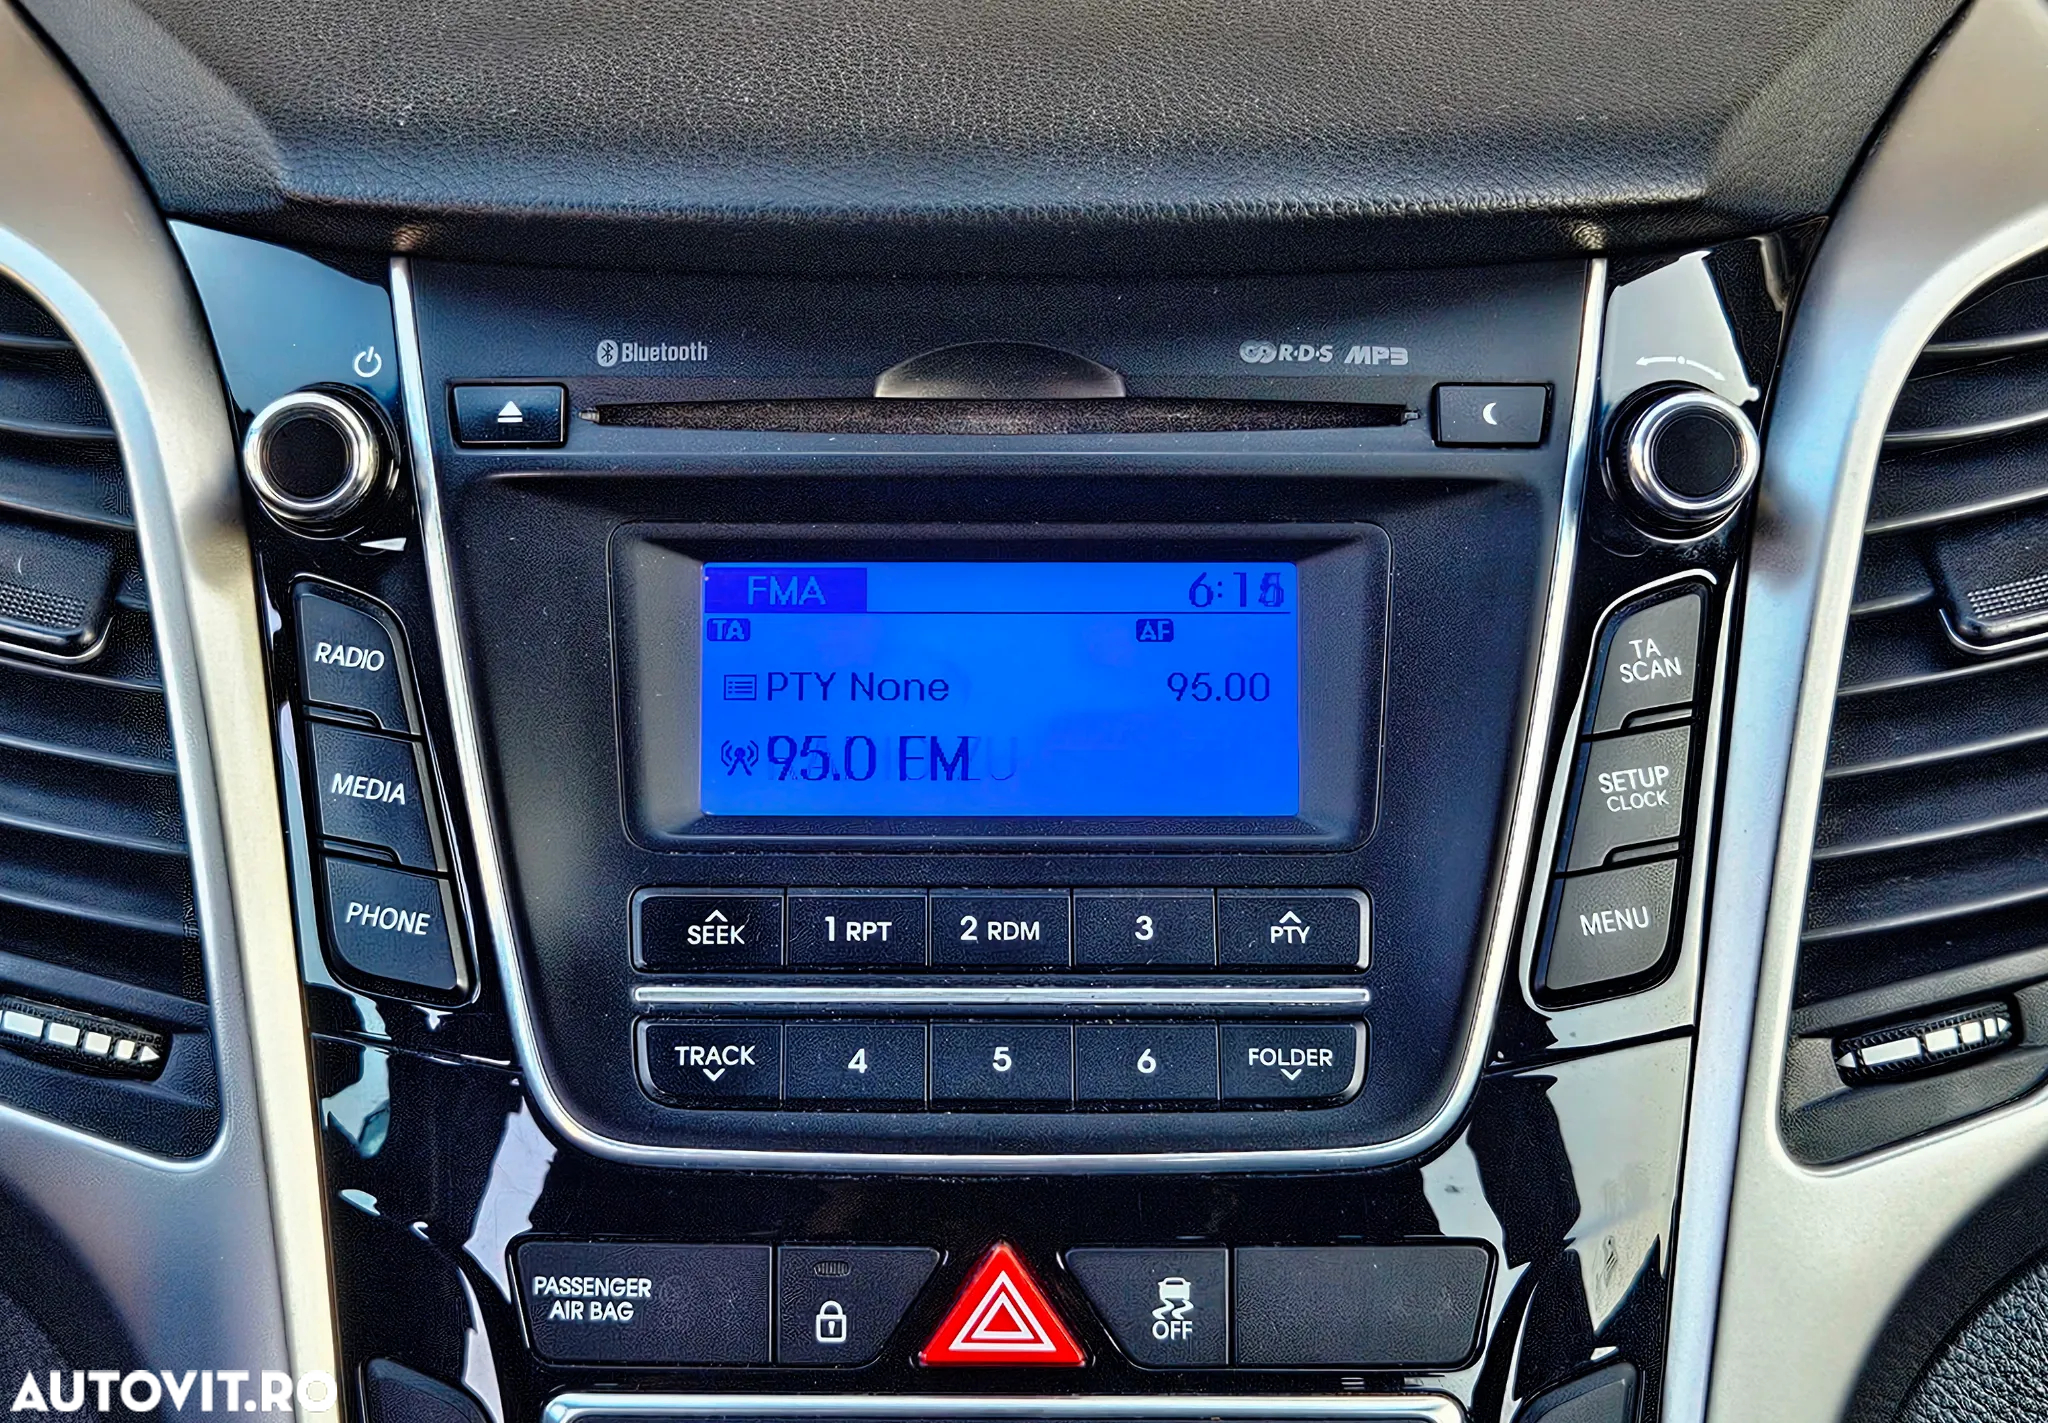 Bluetooth
R·D·S MP3
FMA
TA
AF
PTY None 95.00
95.0 FM
RADIO
MEDIA
PHONE
TA
SCAN
SETUP
CLOCK
MENU
SEEK
1 RPT
2 RDM
3
PTY
TRACK
4
5
6
FOLDER
PASSENGER
AIR BAG
OFF
AUTOVIT.RO